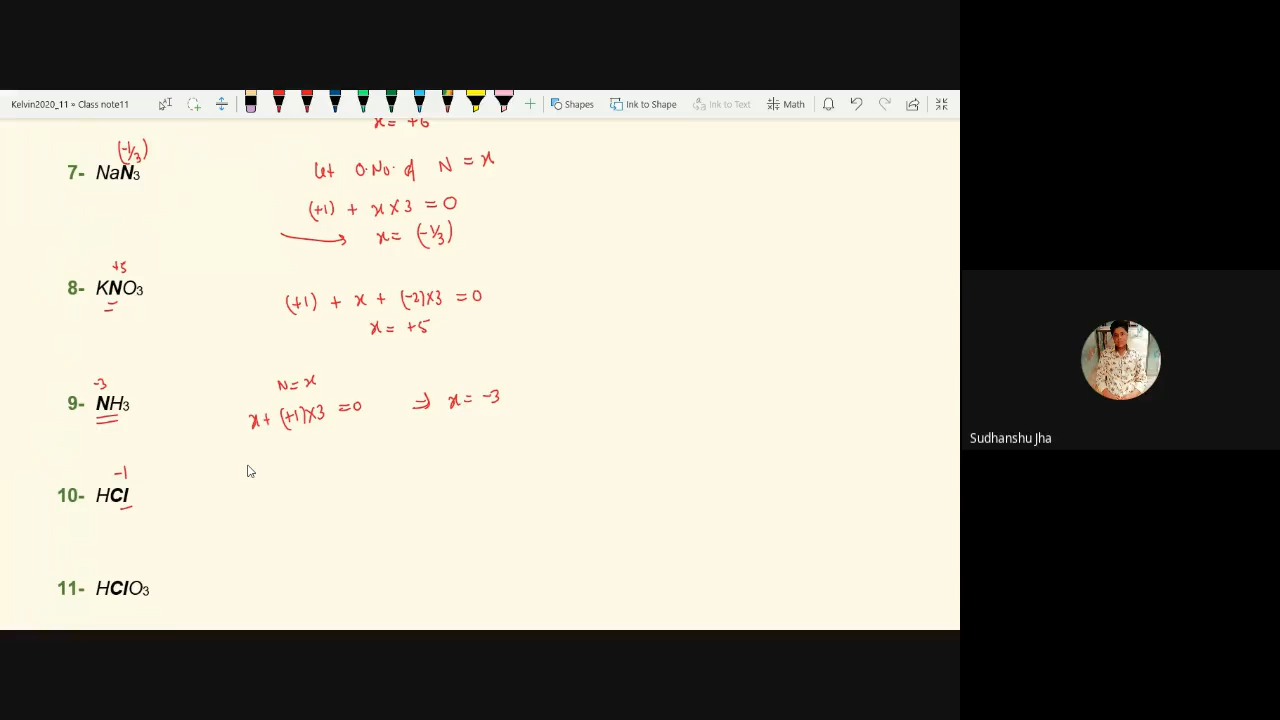 Kelvin2020_11 » Class note11
Shapes
Ink to Shape
Ink to Text
Math
x = +6
(-1/3)
7- NaN3
Let O.No. of N = x
(+1) + x×3 = 0
x = (-1/3)
+5
8- KNO3
(+1) + x + (-2)×3 = 0
x = +5
-3
9- NH3
N = x
x + (+1)×3 = 0 ⇒ x = -3
-1
10- HCl
11- HClO3
Sudhanshu Jha